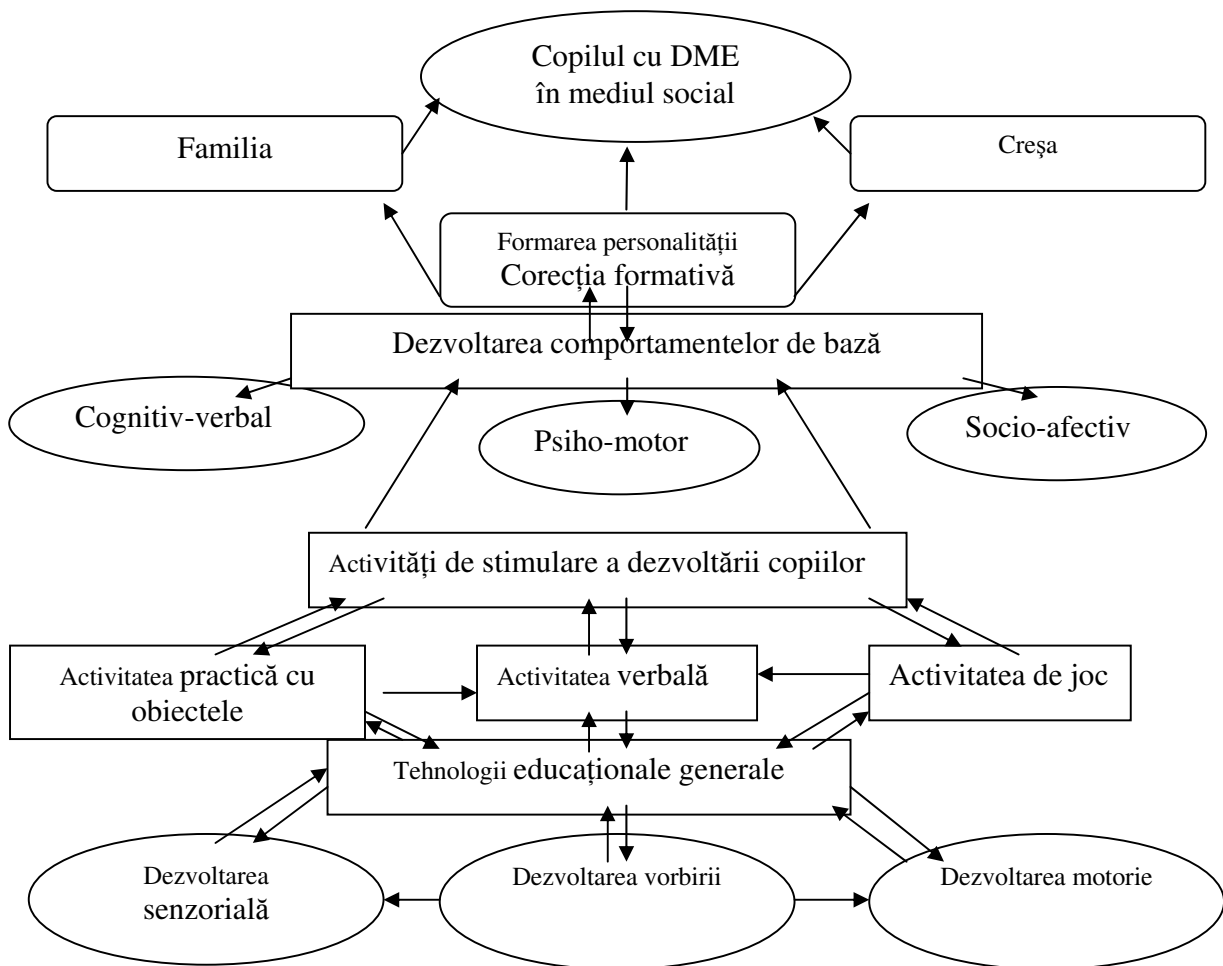 Copilul cu DME
în mediul social
Familia
Creşa
Formarea personalității
Corecția formativă
Dezvoltarea comportamentelor de bază
Cognitiv-verbal
Psiho-motor
Socio-afectiv
Activități de stimulare a dezvoltării copiilor
Activitatea practică cu
obiectele
Activitatea verbală
Activitatea de joc
Tehnologii educaționale generale
Dezvoltarea
senzorială
Dezvoltarea vorbirii
Dezvoltarea motorie